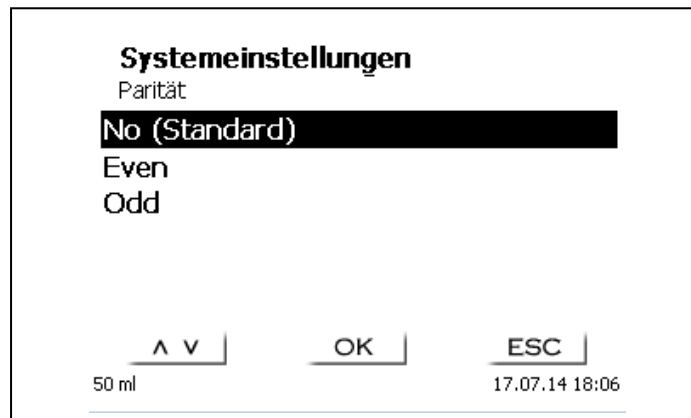 Systemeinstellungen
Parität
No (Standard)
Even
Odd
∧ ∨ OK ESC
50 ml 17.07.14 18:06